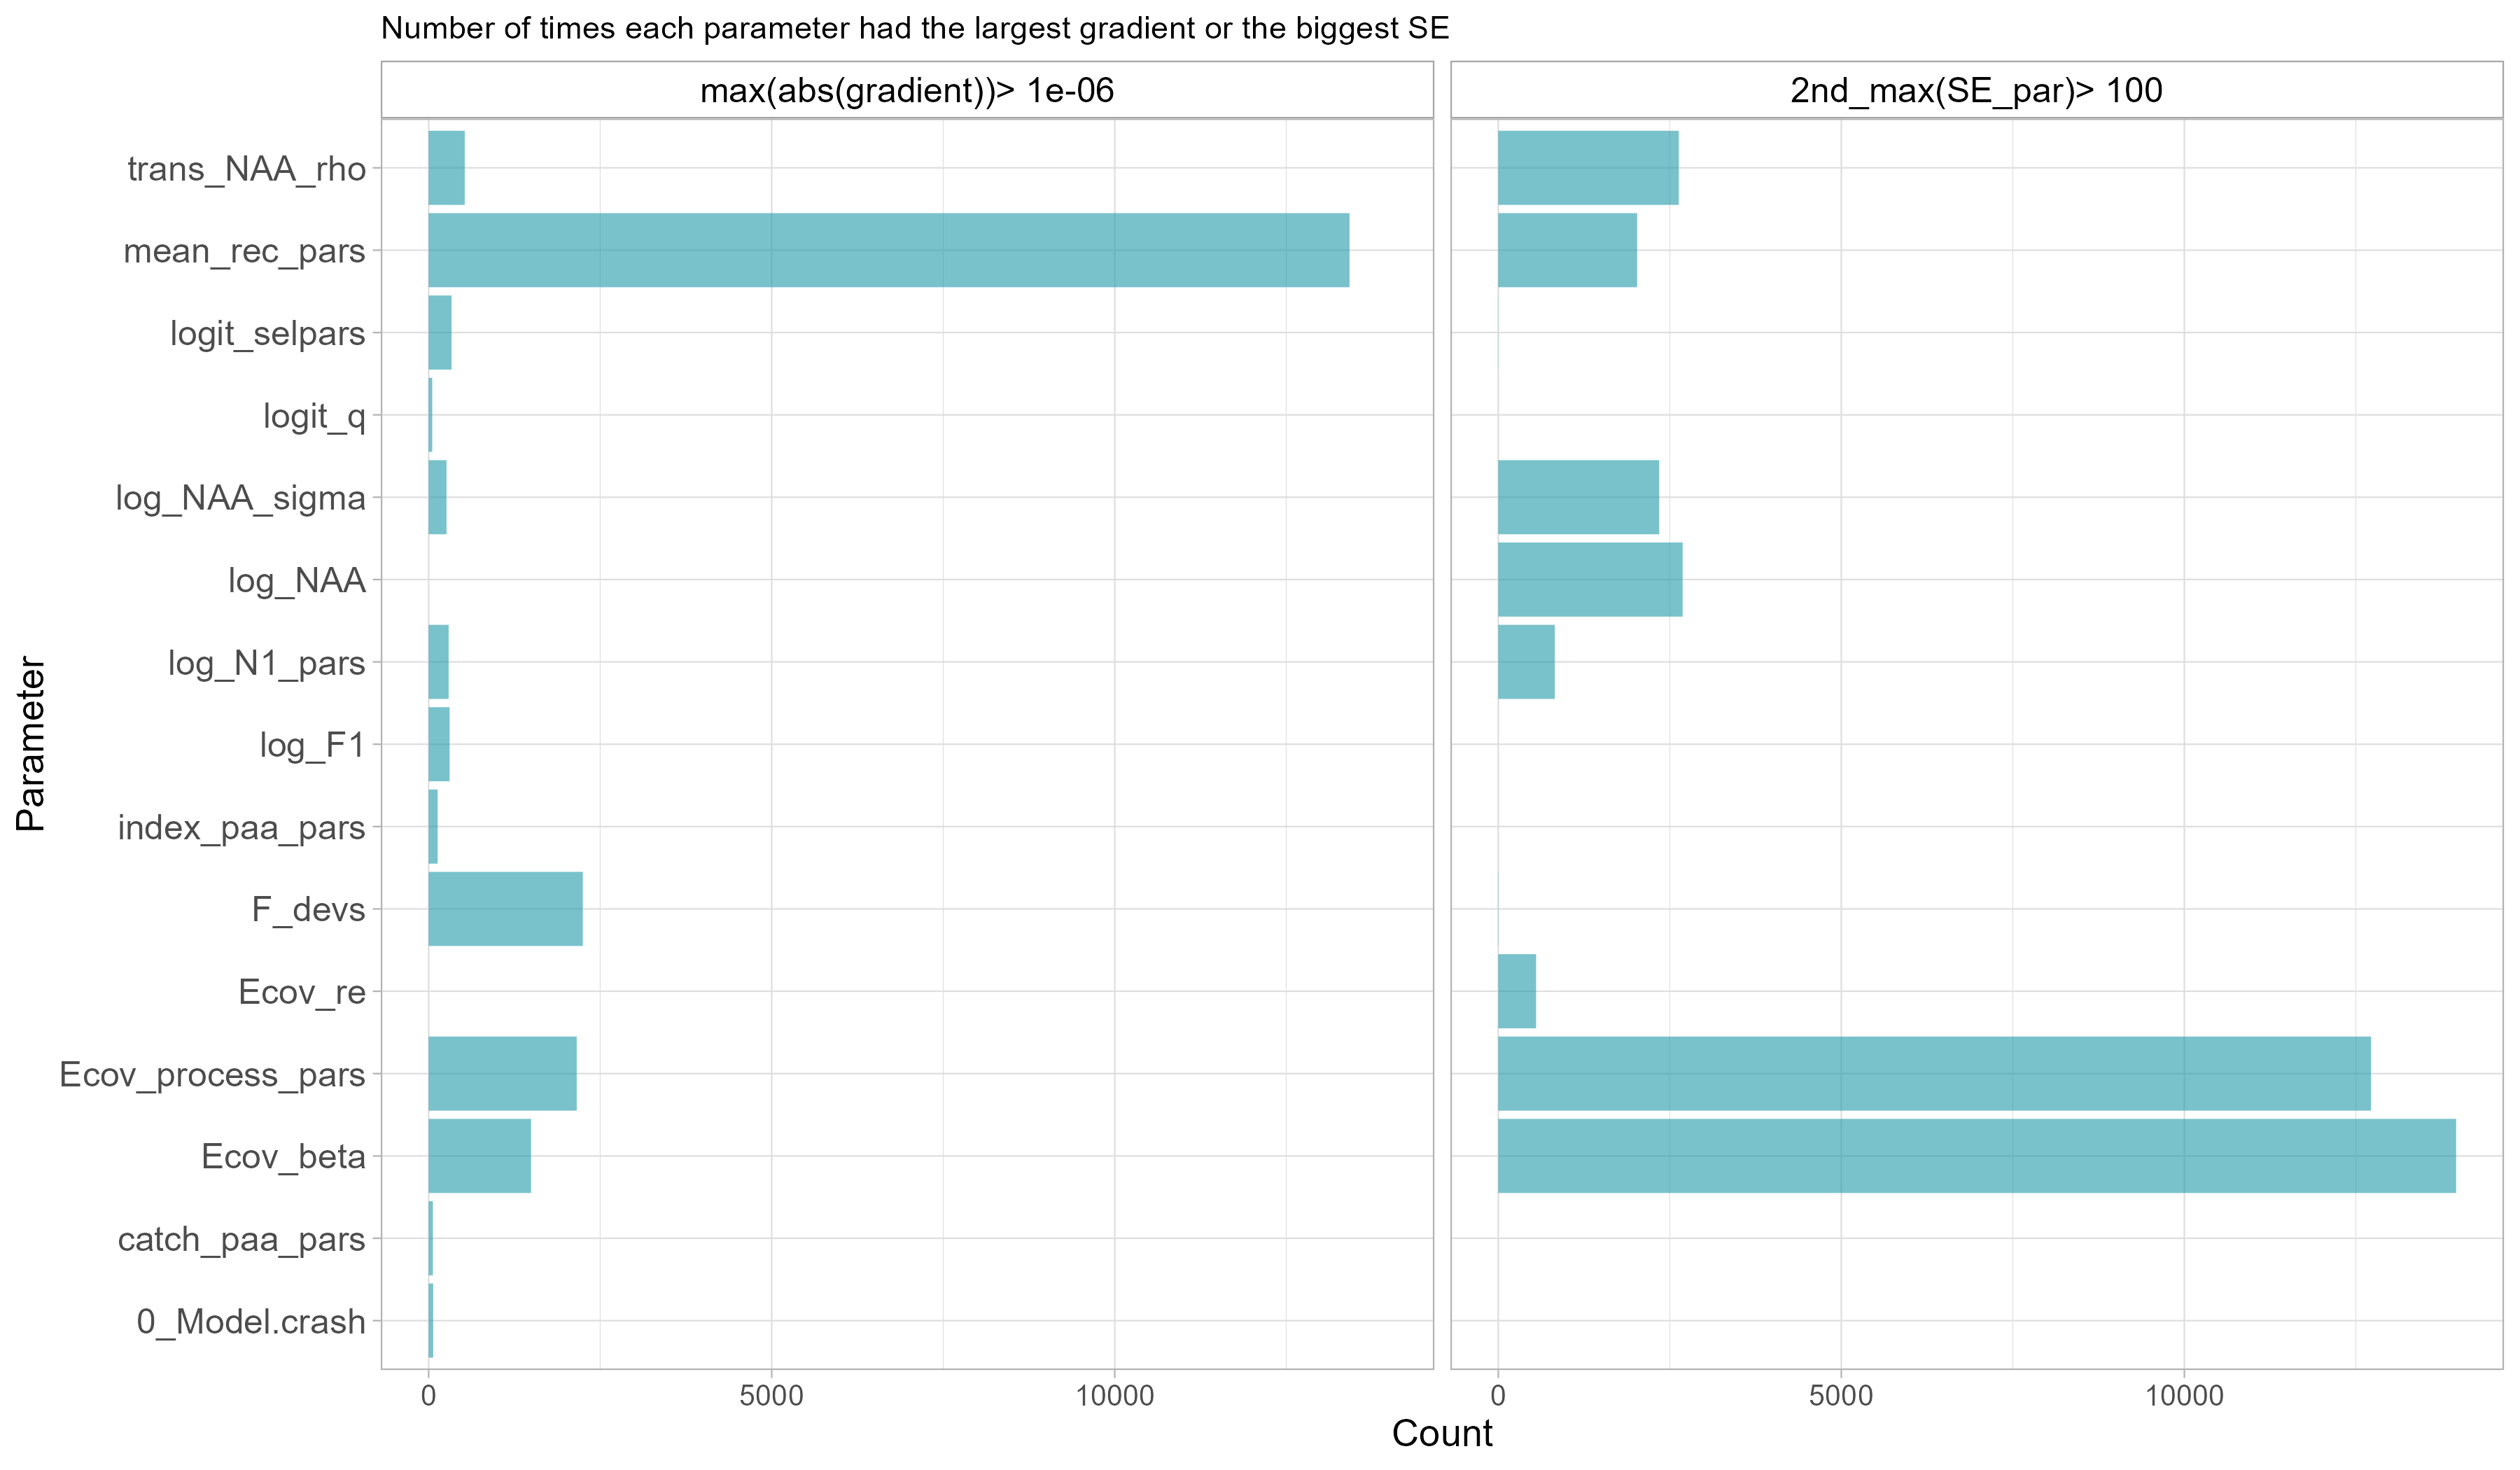 Number of times each parameter had the largest gradient or the biggest SE
max(abs(gradient))> 1e-06
2nd_max(SE_par)> 100
Parameter
trans_NAA_rho
mean_rec_pars
logit_selpars
logit_q
log_NAA_sigma
log_NAA
log_N1_pars
log_F1
index_paa_pars
F_devs
Ecov_re
Ecov_process_pars
Ecov_beta
catch_paa_pars
0_Model.crash
0 5000 10000
0 5000 10000
Count